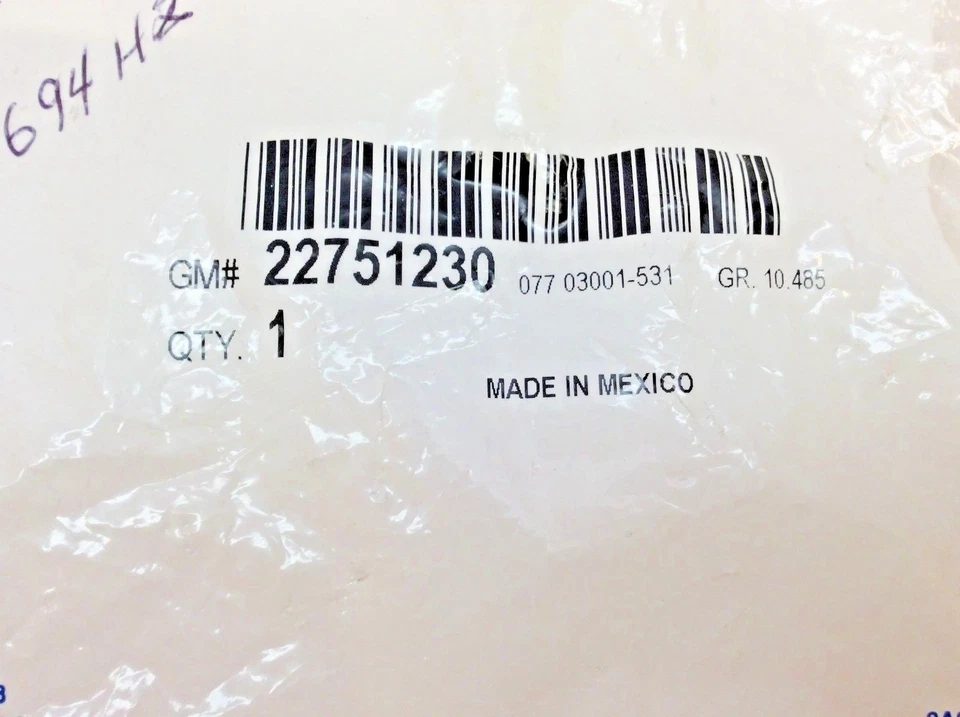 694 HZ
GM# 22751230 077 03001-531 GR. 10.485
QTY. 1
MADE IN MEXICO